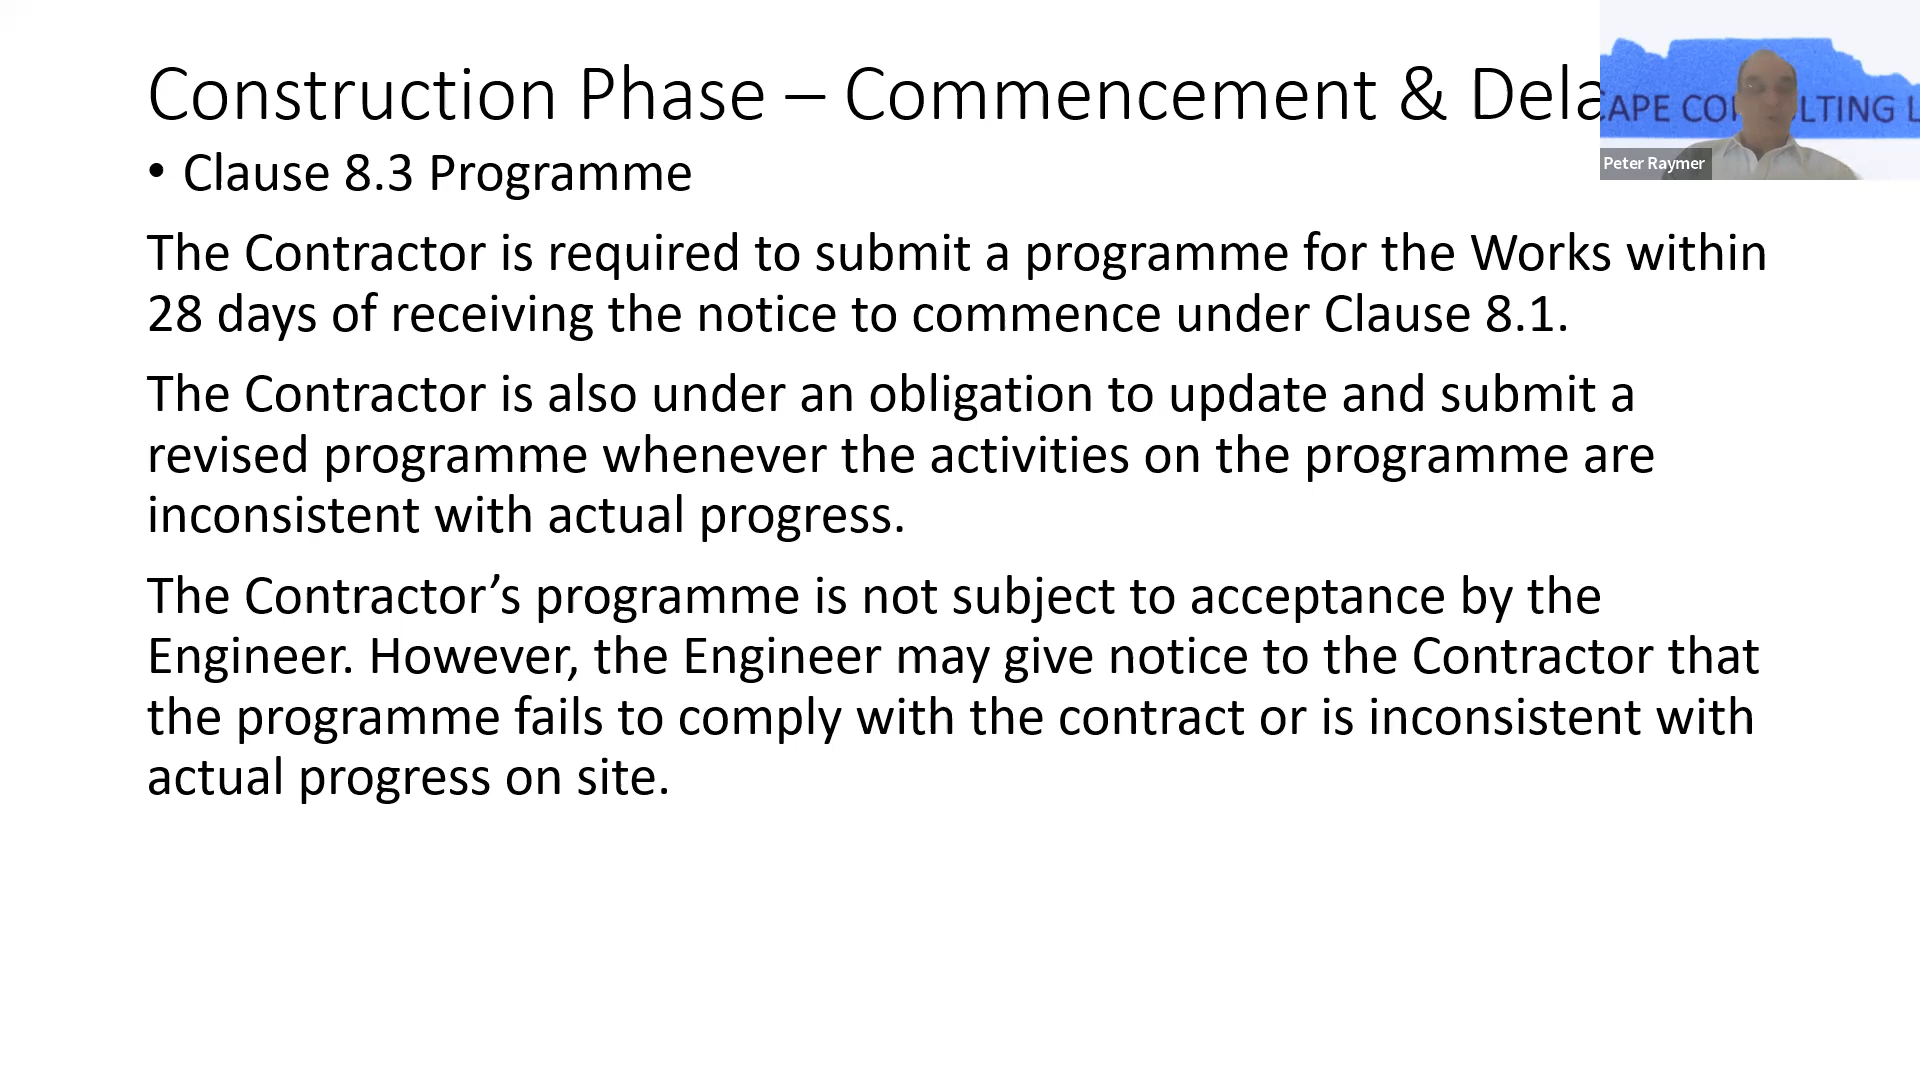 Construction Phase – Commencement & Dela
• Clause 8.3 Programme
The Contractor is required to submit a programme for the Works within
28 days of receiving the notice to commence under Clause 8.1.
The Contractor is also under an obligation to update and submit a
revised programme whenever the activities on the programme are
inconsistent with actual progress.
The Contractor’s programme is not subject to acceptance by the
Engineer. However, the Engineer may give notice to the Contractor that
the programme fails to comply with the contract or is inconsistent with
actual progress on site.
CAPE CO LTING L
Peter Raymer